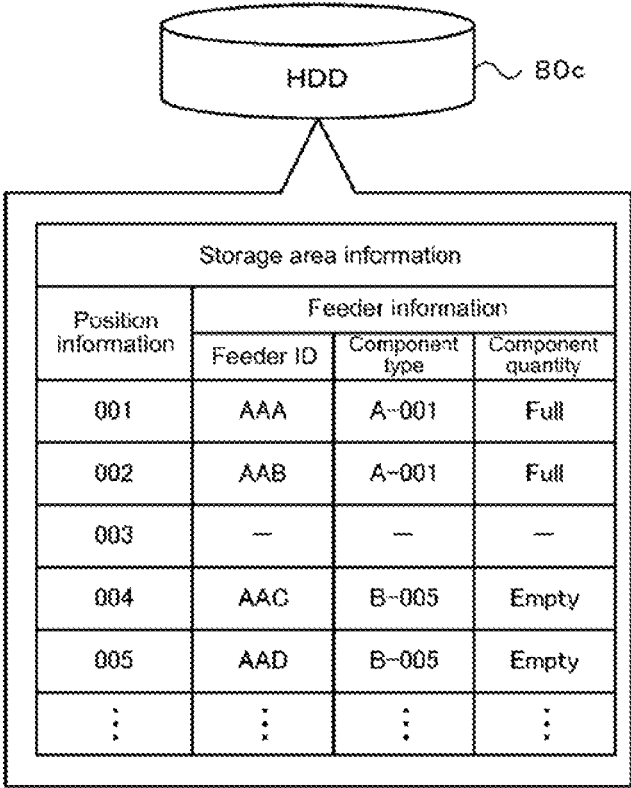 HDD
80c
Storage area information
Position
information
Feeder information
Feeder ID
Component
type
Component
quantity
001 AAA A-001 Full
002 AAB A-001 Full
003 — — —
004 AAC B-005 Empty
005 AAD B-005 Empty
⋮ ⋮ ⋮ ⋮